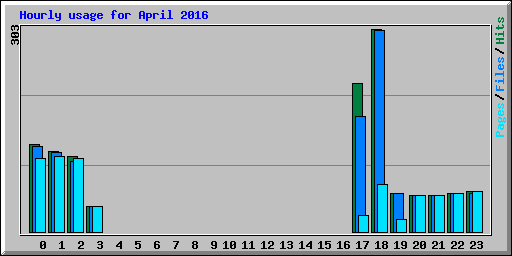 Hourly usage for April 2016
303
Pages/Files/Hits
0 1 2 3 4 5 6 7 8 9 10 11 12 13 14 15 16 17 18 19 20 21 22 23